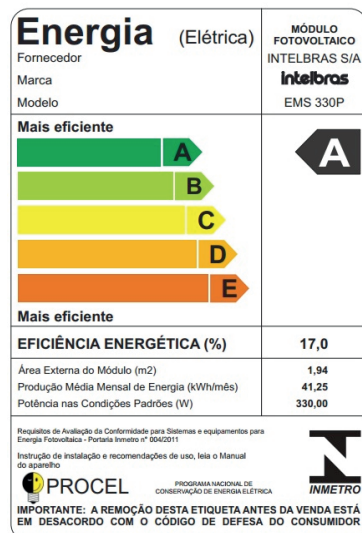 Energia (Elétrica)
MÓDULO
FOTOVOLTAICO
Fornecedor INTELBRAS S/A
Marca intelbras
Modelo EMS 330P
Mais eficiente
A
A
B
C
D
E
Mais eficiente
EFICIÊNCIA ENERGÉTICA (%) 17,0
Área Externa do Módulo (m2) 1,94
Produção Média Mensal de Energia (kWh/mês) 41,25
Potência nas Condições Padrões (W) 330,00
Requisitos de Avaliação da Conformidade para Sistemas e equipamentos para
Energia Fotovoltaica - Portaria Inmetro n° 004/2011
Instrução de instalação e recomendações de uso, leia o Manual
do aparelho
PROCEL
PROGRAMA NACIONAL DE
CONSERVAÇÃO DE ENERGIA ELÉTRICA
INMETRO
IMPORTANTE: A REMOÇÃO DESTA ETIQUETA ANTES DA VENDA ESTÁ
EM DESACORDO COM O CÓDIGO DE DEFESA DO CONSUMIDOR